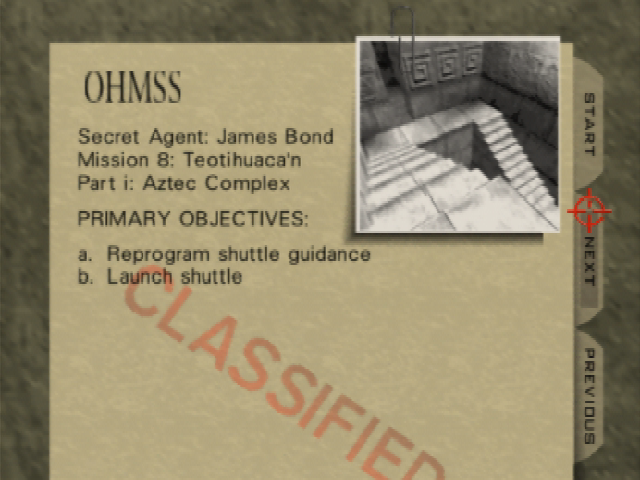 OHMSS
Secret Agent: James Bond
Mission 8: Teotihuaca'n
Part i: Aztec Complex
PRIMARY OBJECTIVES:
a. Reprogram shuttle guidance
b. Launch shuttle
CLASSIFIED
START
NEXT
PREVIOUS